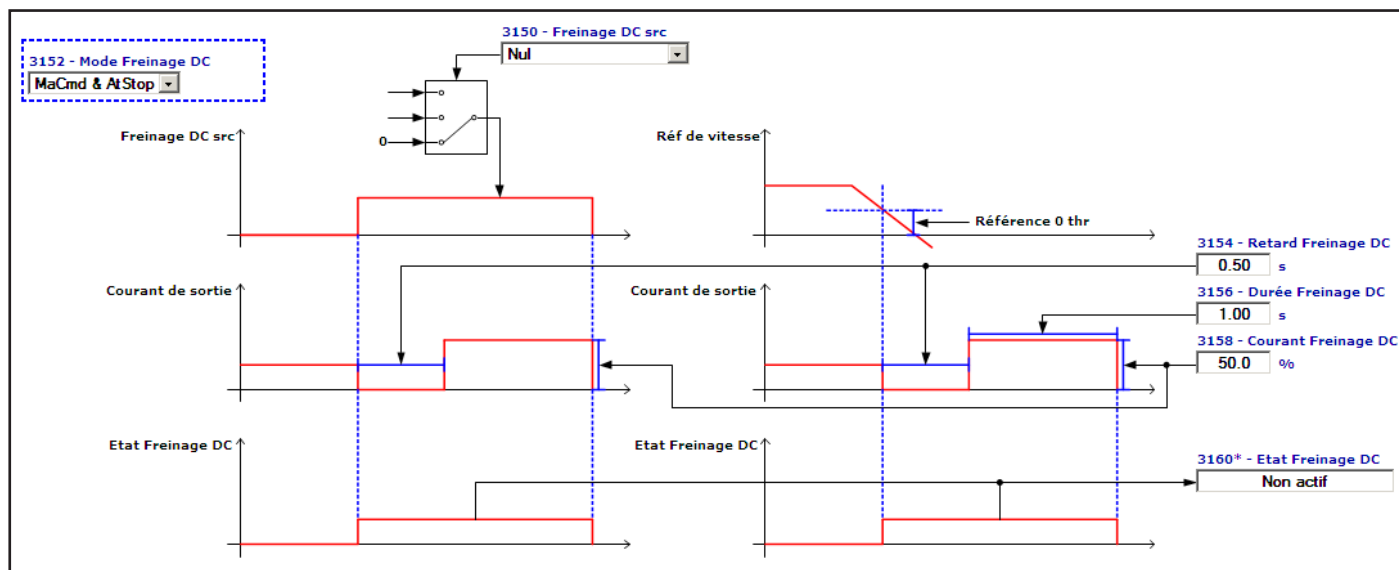 3150 - Freinage DC src
Nul
3152 - Mode Freinage DC
MaCmd & AtStop
0
Freinage DC src
Réf de vitesse
Référence 0 thr
3154 - Retard Freinage DC
0.50 s
Courant de sortie
Courant de sortie
3156 - Durée Freinage DC
1.00 s
3158 - Courant Freinage DC
50.0 %
Etat Freinage DC
Etat Freinage DC
3160* - Etat Freinage DC
Non actif